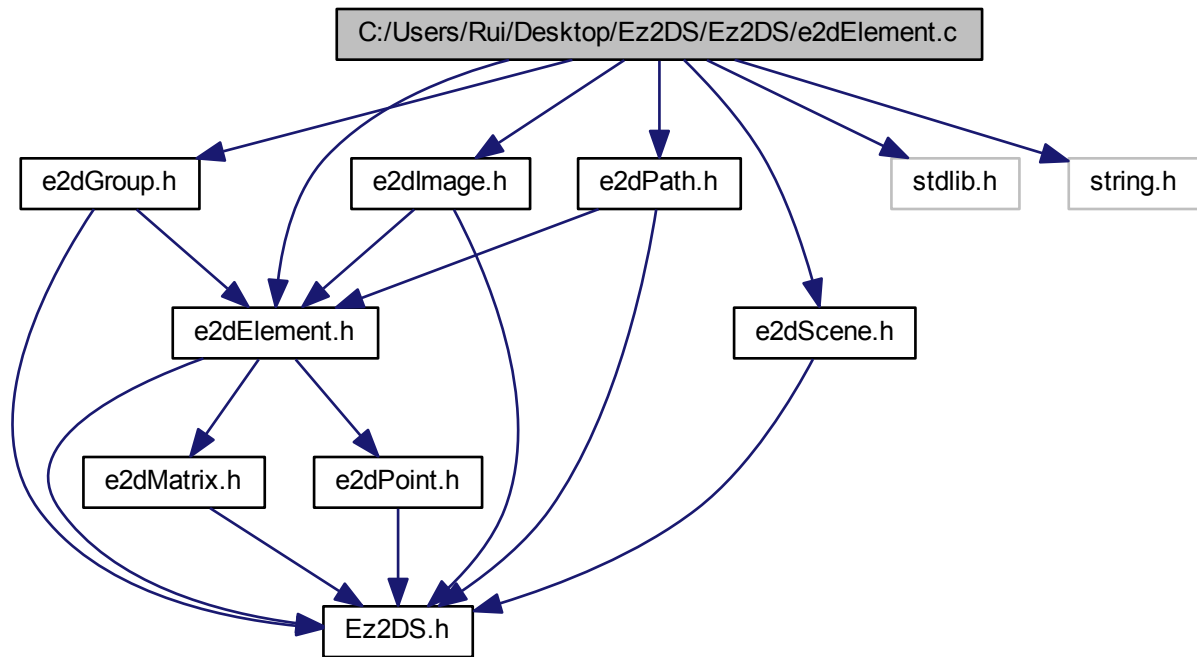 C:/Users/Rui/Desktop/Ez2DS/Ez2DS/e2dElement.c
e2dGroup.h
e2dImage.h
e2dPath.h
stdlib.h
string.h
e2dElement.h
e2dScene.h
e2dMatrix.h
e2dPoint.h
Ez2DS.h